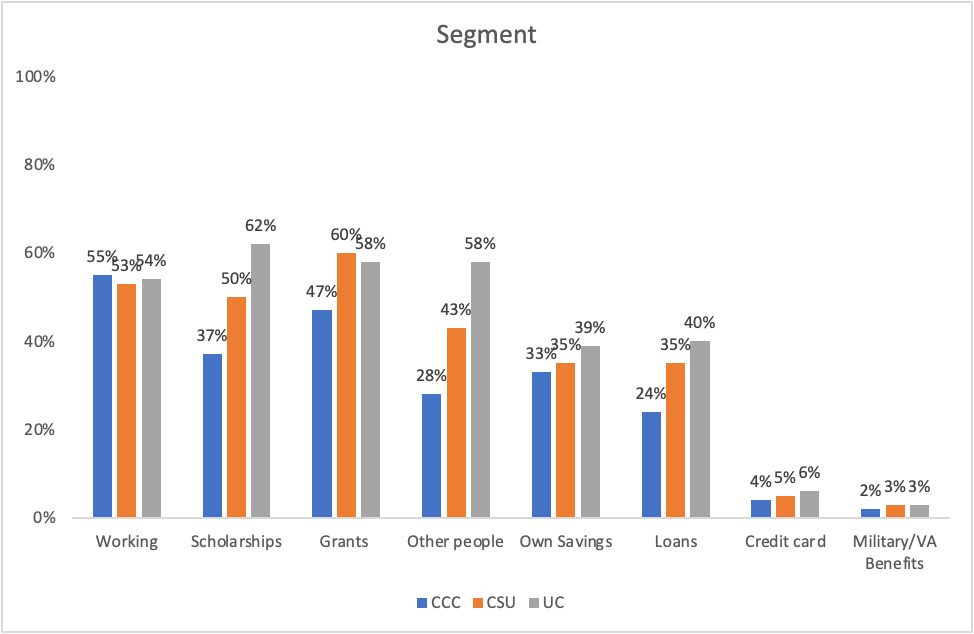 Segment
100%
80%
60%
40%
20%
0%
55% 53% 54%
37% 50% 62%
47% 60% 58%
28% 43% 58%
33% 35% 39%
24% 35% 40%
4% 5% 6%
2% 3% 3%
Working Scholarships Grants Other people Own Savings Loans Credit card Military/VA
Benefits
CCC CSU UC